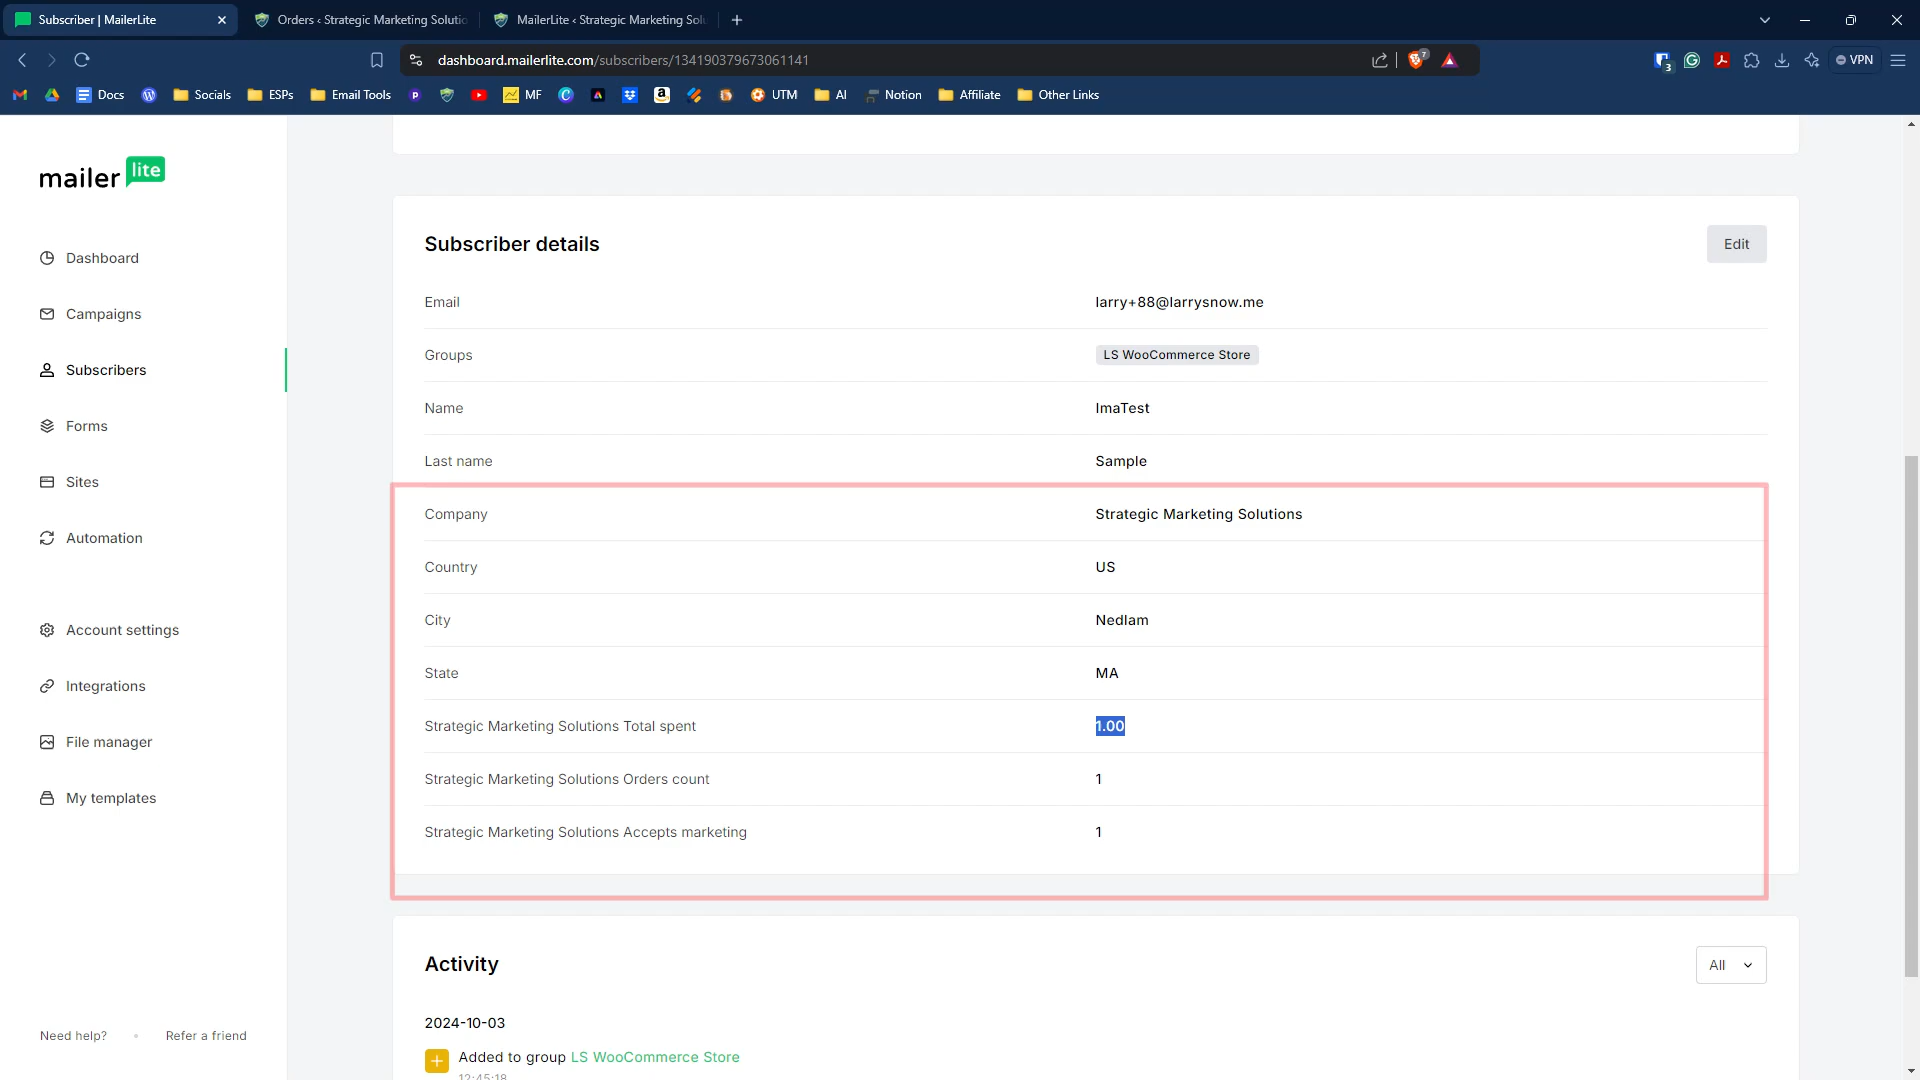 Subscriber | MailerLite
Orders ‹ Strategic Marketing Solutio
MailerLite ‹ Strategic Marketing Solu
dashboard.mailerlite.com/subscribers/134190379673061141
7
3
VPN
Docs
Socials
ESPs
Email Tools
MF
UTM
AI
Notion
Affiliate
Other Links
mailer lite
Dashboard
Campaigns
Subscribers
Forms
Sites
Automation
Account settings
Integrations
File manager
My templates
Need help?
Refer a friend
Subscriber details
Edit
Email
larry+88@larrysnow.me
Groups
LS WooCommerce Store
Name
ImaTest
Last name
Sample
Company
Strategic Marketing Solutions
Country
US
City
Nedlam
State
MA
Strategic Marketing Solutions Total spent
1.00
Strategic Marketing Solutions Orders count
1
Strategic Marketing Solutions Accepts marketing
1
Activity
All
2024-10-03
Added to group LS WooCommerce Store
12:45:18